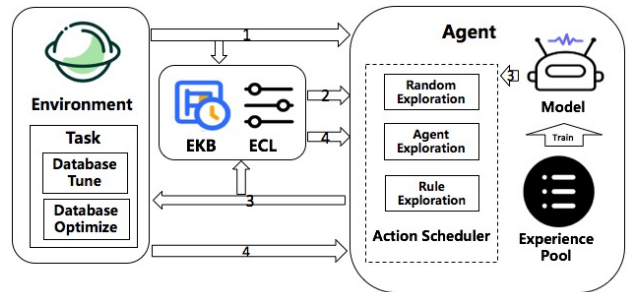 Environment
Task
Database
Tune
Database
Optimize
1
EKB
ECL
2
4
3
4
Agent
Random
Exploration
Agent
Exploration
Rule
Exploration
Action Scheduler
3
Model
Train
Experience
Pool